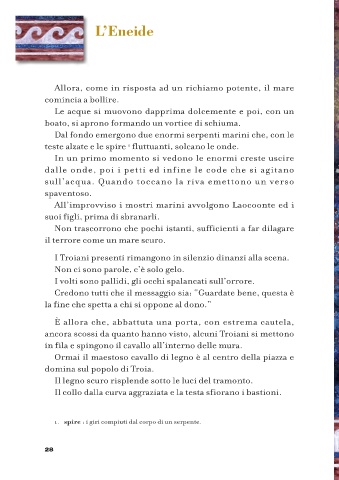 L'Eneide
Allora, come in risposta ad un richiamo potente, il mare
comincia a bollire.
Le acque si muovono dapprima dolcemente e poi, con un
boato, si aprono formando un vortice di schiuma.
Dal fondo emergono due enormi serpenti marini che, con le
teste alzate e le spire ¹ fluttuanti, solcano le onde.
In un primo momento si vedono le enormi creste uscire
dalle onde, poi i petti ed infine le code che si agitano
sull'acqua. Quando toccano la riva emettono un verso
spaventoso.
All'improvviso i mostri marini avvolgono Laocoonte ed i
suoi figli, prima di sbranarli.
Non trascorrono che pochi istanti, sufficienti a far dilagare
il terrore come un mare scuro.
I Troiani presenti rimangono in silenzio dinanzi alla scena.
Non ci sono parole, c'è solo gelo.
I volti sono pallidi, gli occhi spalancati sull'orrore.
Credono tutti che il messaggio sia: "Guardate bene, questa è
la fine che spetta a chi si oppone al dono."
È allora che, abbattuta una porta, con estrema cautela,
ancora scossi da quanto hanno visto, alcuni Troiani si mettono
in fila e spingono il cavallo all'interno delle mura.
Ormai il maestoso cavallo di legno è al centro della piazza e
domina sul popolo di Troia.
Il legno scuro risplende sotto le luci del tramonto.
Il collo dalla curva aggraziata e la testa sfiorano i bastioni.
1. spire : i giri compiuti dal corpo di un serpente.
28